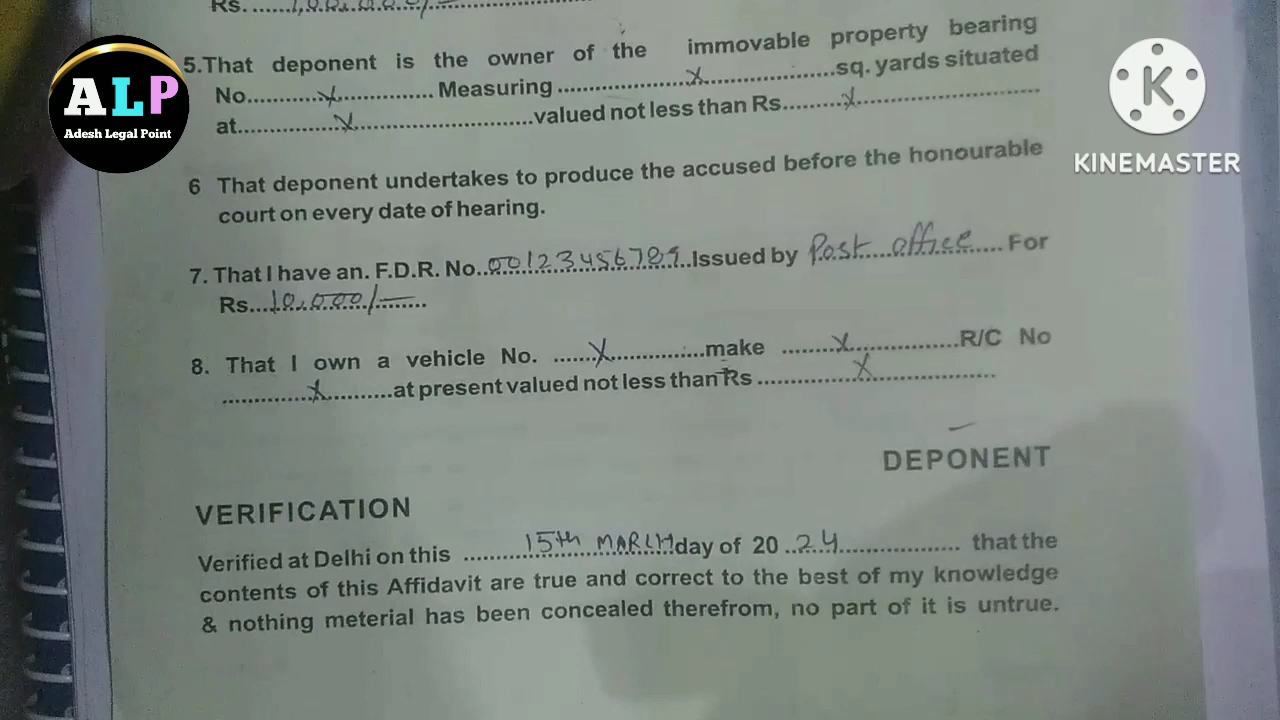 Rs. ......1,00,000/-
5.That deponent is the owner of the immovable property bearing
No.........x............... Measuring ....................x....................sq. yards situated
at................x............................valued not less than Rs..........x............................
6 That deponent undertakes to produce the accused before the honourable
court on every date of hearing.
7. That I have an. F.D.R. No..00123456789..Issued by Post office..... For
Rs....10,000/-.......
8. That I own a vehicle No. ......x..............make ........x................R/C No
..............x..........at present valued not less than Rs ................x....................
DEPONENT
VERIFICATION
Verified at Delhi on this ..........15th MARCH day of 20 ..24.................. that the
contents of this Affidavit are true and correct to the best of my knowledge
& nothing meterial has been concealed therefrom, no part of it is untrue.
ALP
Adesh Legal Point
K
KINEMASTER